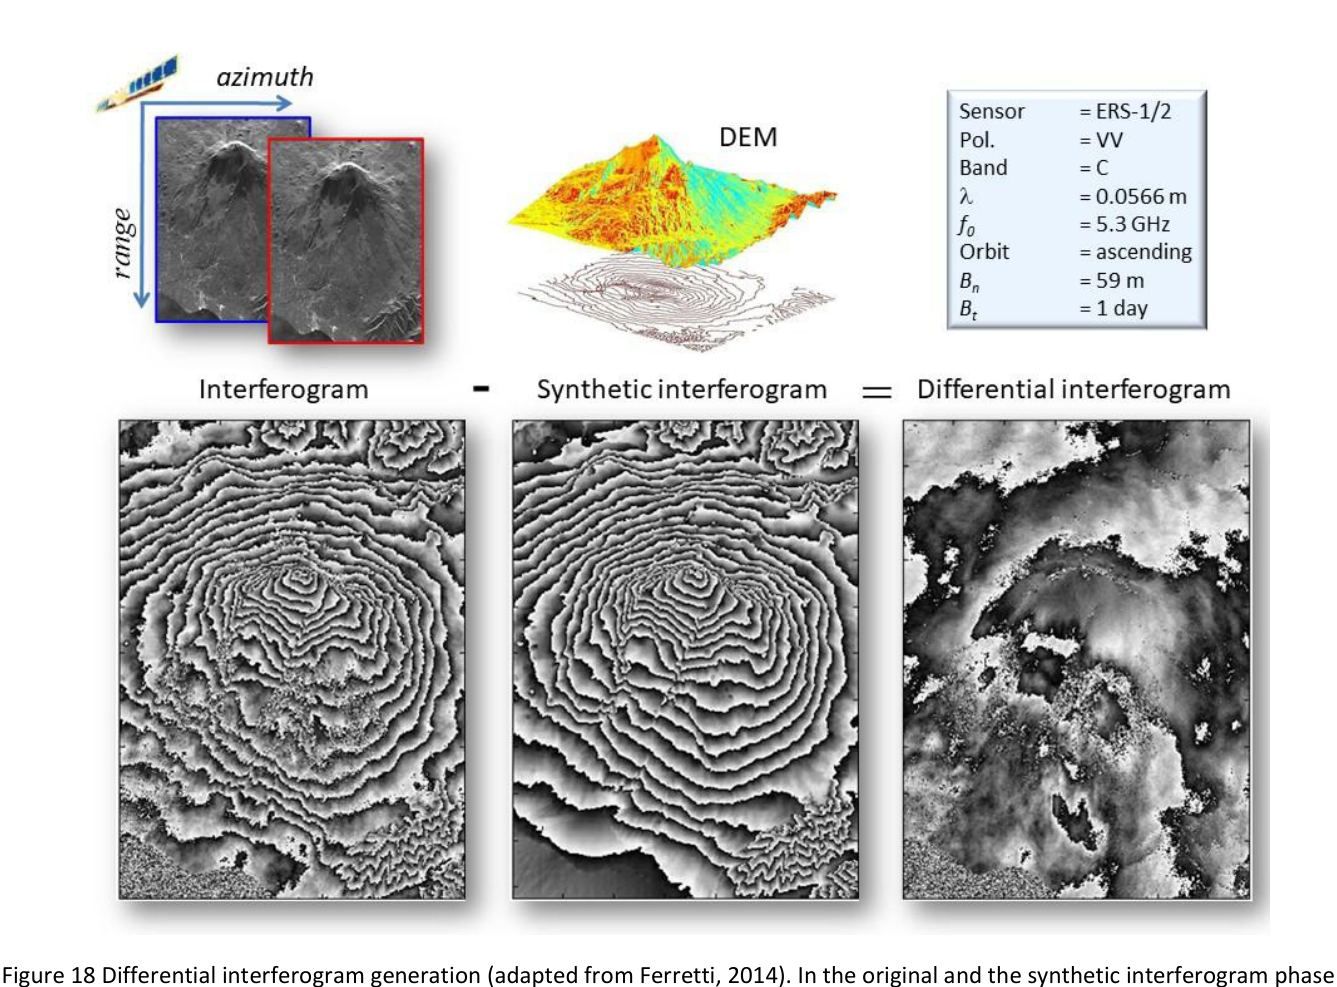 azimuth
range
DEM
Sensor = ERS-1/2
Pol. = VV
Band = C
λ = 0.0566 m
f0 = 5.3 GHz
Orbit = ascending
Bn = 59 m
Bt = 1 day
Interferogram - Synthetic interferogram = Differential interferogram
Figure 18 Differential interferogram generation (adapted from Ferretti, 2014). In the original and the synthetic interferogram phase